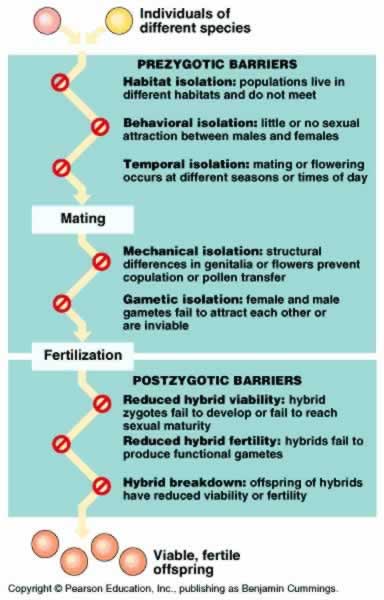 Individuals of
different species
PREZYGOTIC BARRIERS
Habitat isolation: populations live in
different habitats and do not meet
Behavioral isolation: little or no sexual
attraction between males and females
Temporal isolation: mating or flowering
occurs at different seasons or times of day
Mating
Mechanical isolation: structural
differences in genitalia or flowers prevent
copulation or pollen transfer
Gametic isolation: female and male
gametes fail to attract each other or
are inviable
Fertilization
POSTZYGOTIC BARRIERS
Reduced hybrid viability: hybrid
zygotes fail to develop or fail to reach
sexual maturity
Reduced hybrid fertility: hybrids fail to
produce functional gametes
Hybrid breakdown: offspring of hybrids
have reduced viability or fertility
Viable, fertile
offspring
Copyright © Pearson Education, Inc., publishing as Benjamin Cummings.